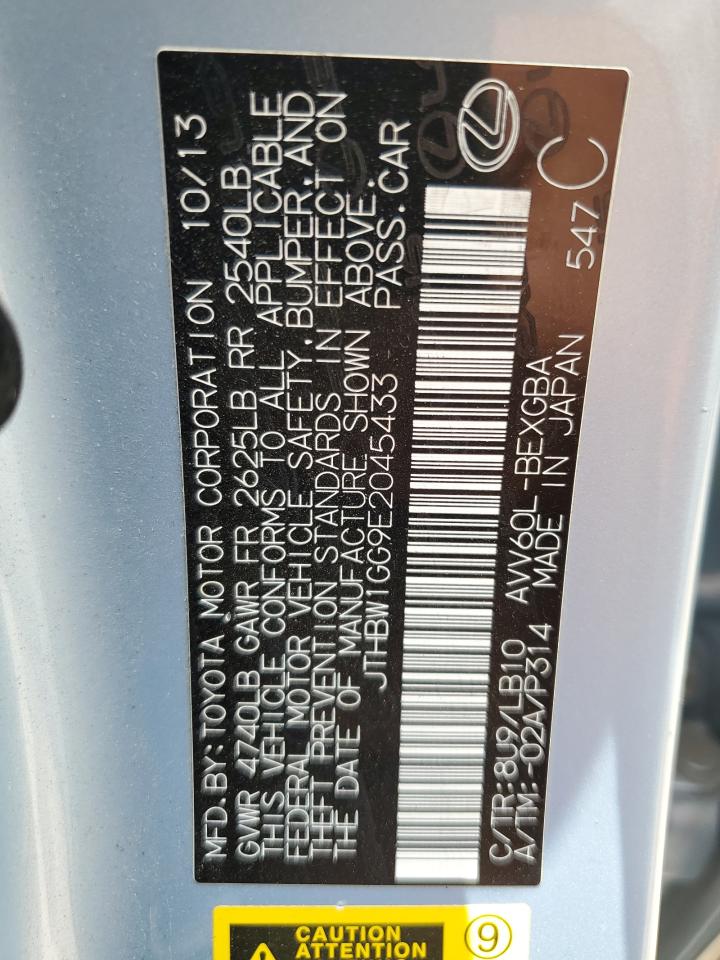 MFD.BY:TOYOTA MOTOR CORPORATION 10/13
GVWR 4740LB GAWR FR 2625LB RR 2540LB
THIS VEHICLE CONFORMS TO ALL APPLICABLE
FEDERAL MOTOR VEHICLE SAFETY,BUMPER,AND
THEFT PREVENTION STANDARDS IN EFFECT ON
THE DATE OF MANUFACTURE SHOWN ABOVE.
JTHBW1GG9E2045433 PASS.CAR
C/TR:8U9/LB10 AVV60L-BEXGBA
A/TM:-02A/P314 MADE IN JAPAN 547 C
CAUTION 9
ATTENTION